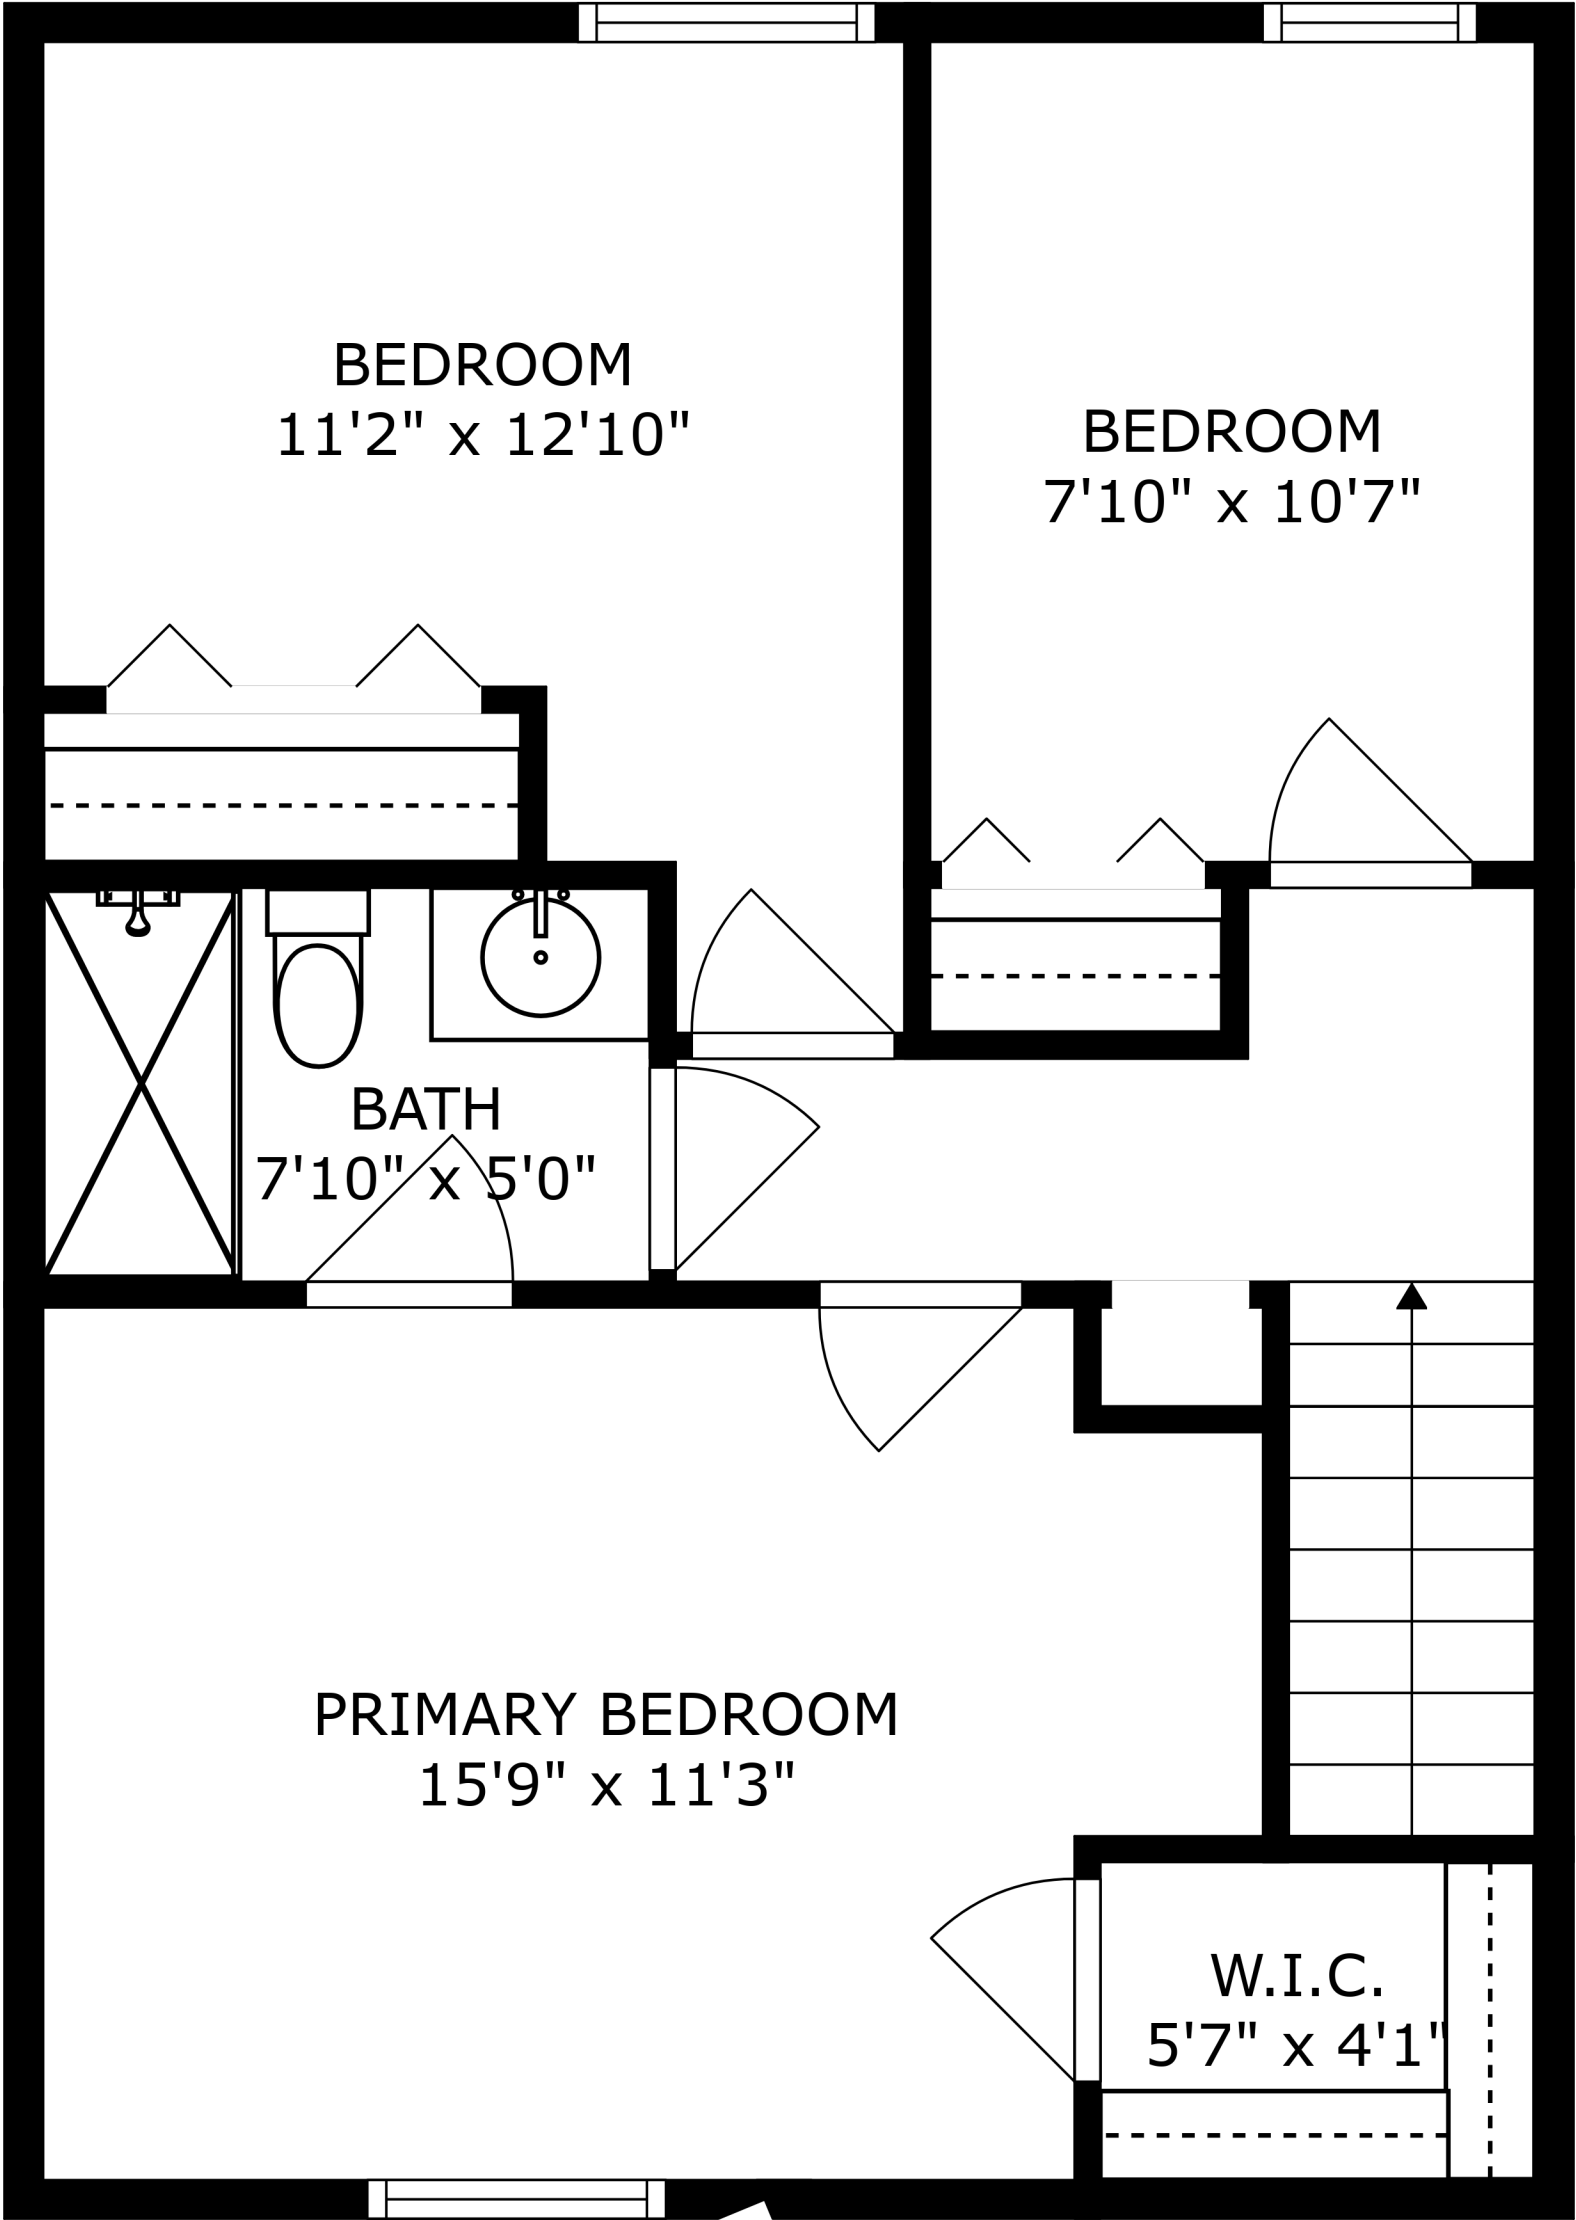 BEDROOM
11'2" x 12'10"
BEDROOM
7'10" x 10'7"
BATH
7'10" x 5'0"
PRIMARY BEDROOM
15'9" x 11'3"
W.I.C.
5'7" x 4'1"